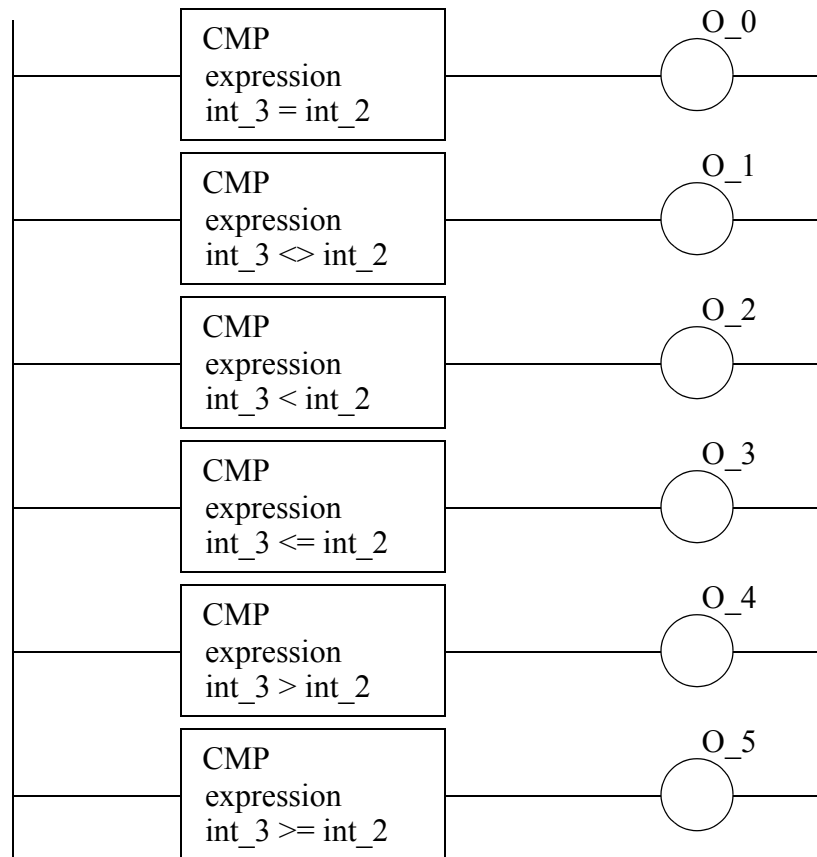 O_0
CMP
expression
int_3 = int_2
O_1
CMP
expression
int_3 <> int_2
O_2
CMP
expression
int_3 < int_2
O_3
CMP
expression
int_3 <= int_2
O_4
CMP
expression
int_3 > int_2
O_5
CMP
expression
int_3 >= int_2